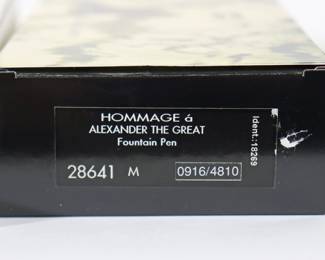 HOMMAGE á
ALEXANDER THE GREAT
Fountain Pen
28641 M 0916/4810
Ident.: 18269